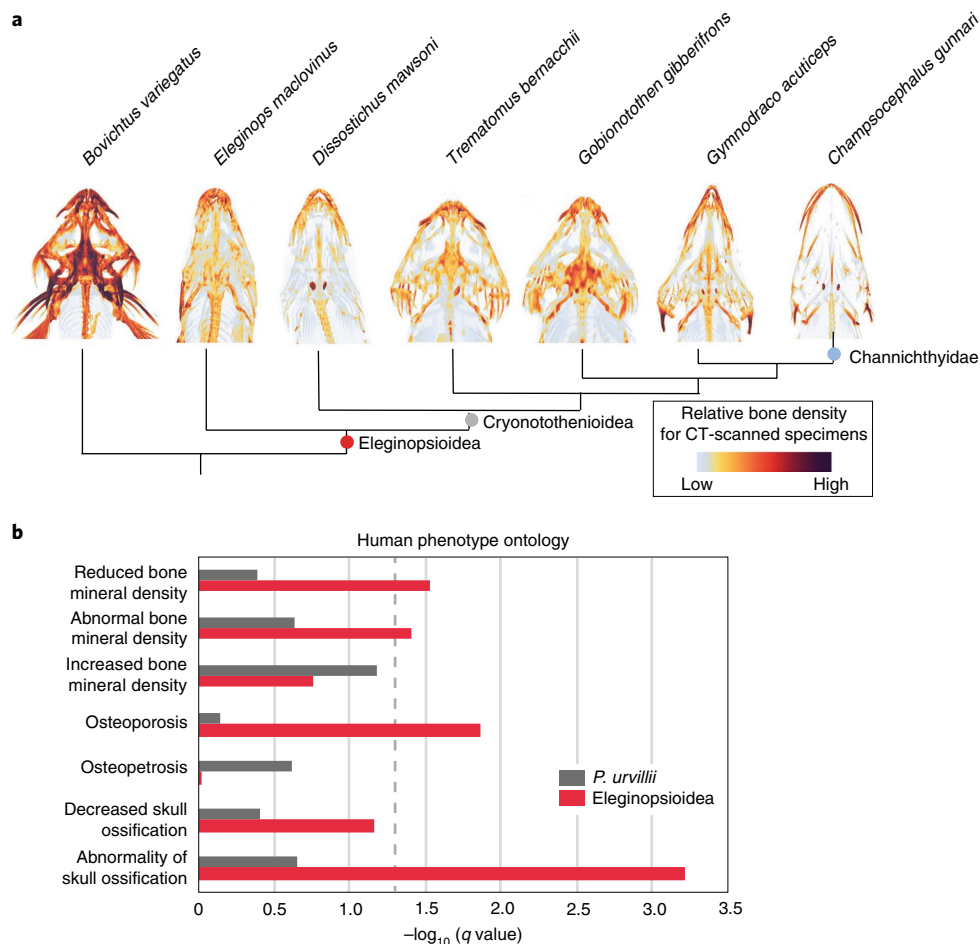 a
Bovichtus variegatus
Eleginops maclovinus
Dissostichus mawsoni
Trematomus bernacchii
Gobionotothen gibberifrons
Gymnodraco acuticeps
Champsocephalus gunnari
Channichthyidae
Cryonotothenioidea
Eleginopsioidea
Relative bone density
for CT-scanned specimens
Low
High
b
Human phenotype ontology
Reduced bone
mineral density
Abnormal bone
mineral density
Increased bone
mineral density
Osteoporosis
Osteopetrosis
Decreased skull
ossification
Abnormality of
skull ossification
P. urvillii
Eleginopsioidea
0
0.5
1.0
1.5
2.0
2.5
3.0
3.5
–log10 (q value)